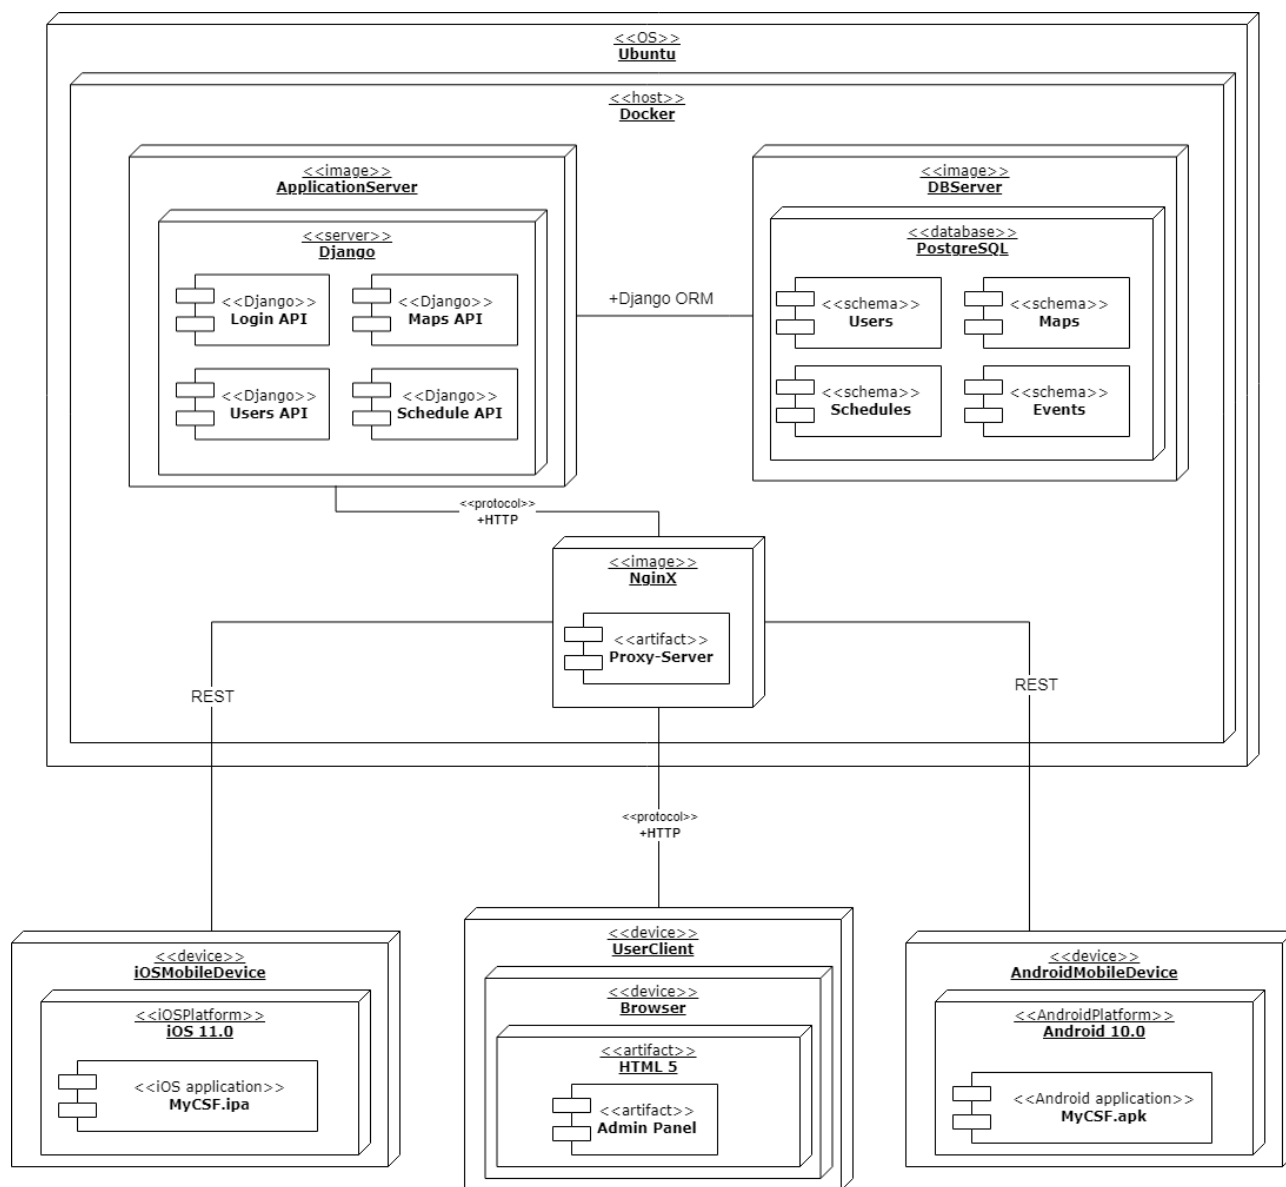 <<OS>>
Ubuntu
<<host>>
Docker
<<image>>
ApplicationServer
<<server>>
Django
<<Django>>
Login API
<<Django>>
Maps API
<<Django>>
Users API
<<Django>>
Schedule API
+Django ORM
<<image>>
DBServer
<<database>>
PostgreSQL
<<schema>>
Users
<<schema>>
Maps
<<schema>>
Schedules
<<schema>>
Events
<<protocol>>
+HTTP
<<image>>
NginX
<<artifact>>
Proxy-Server
REST
REST
<<protocol>>
+HTTP
<<device>>
iOSMobileDevice
<<iOSPlatform>>
iOS 11.0
<<iOS application>>
MyCSF.ipa
<<device>>
UserClient
<<device>>
Browser
<<artifact>>
HTML 5
<<artifact>>
Admin Panel
<<device>>
AndroidMobileDevice
<<AndroidPlatform>>
Android 10.0
<<Android application>>
MyCSF.apk